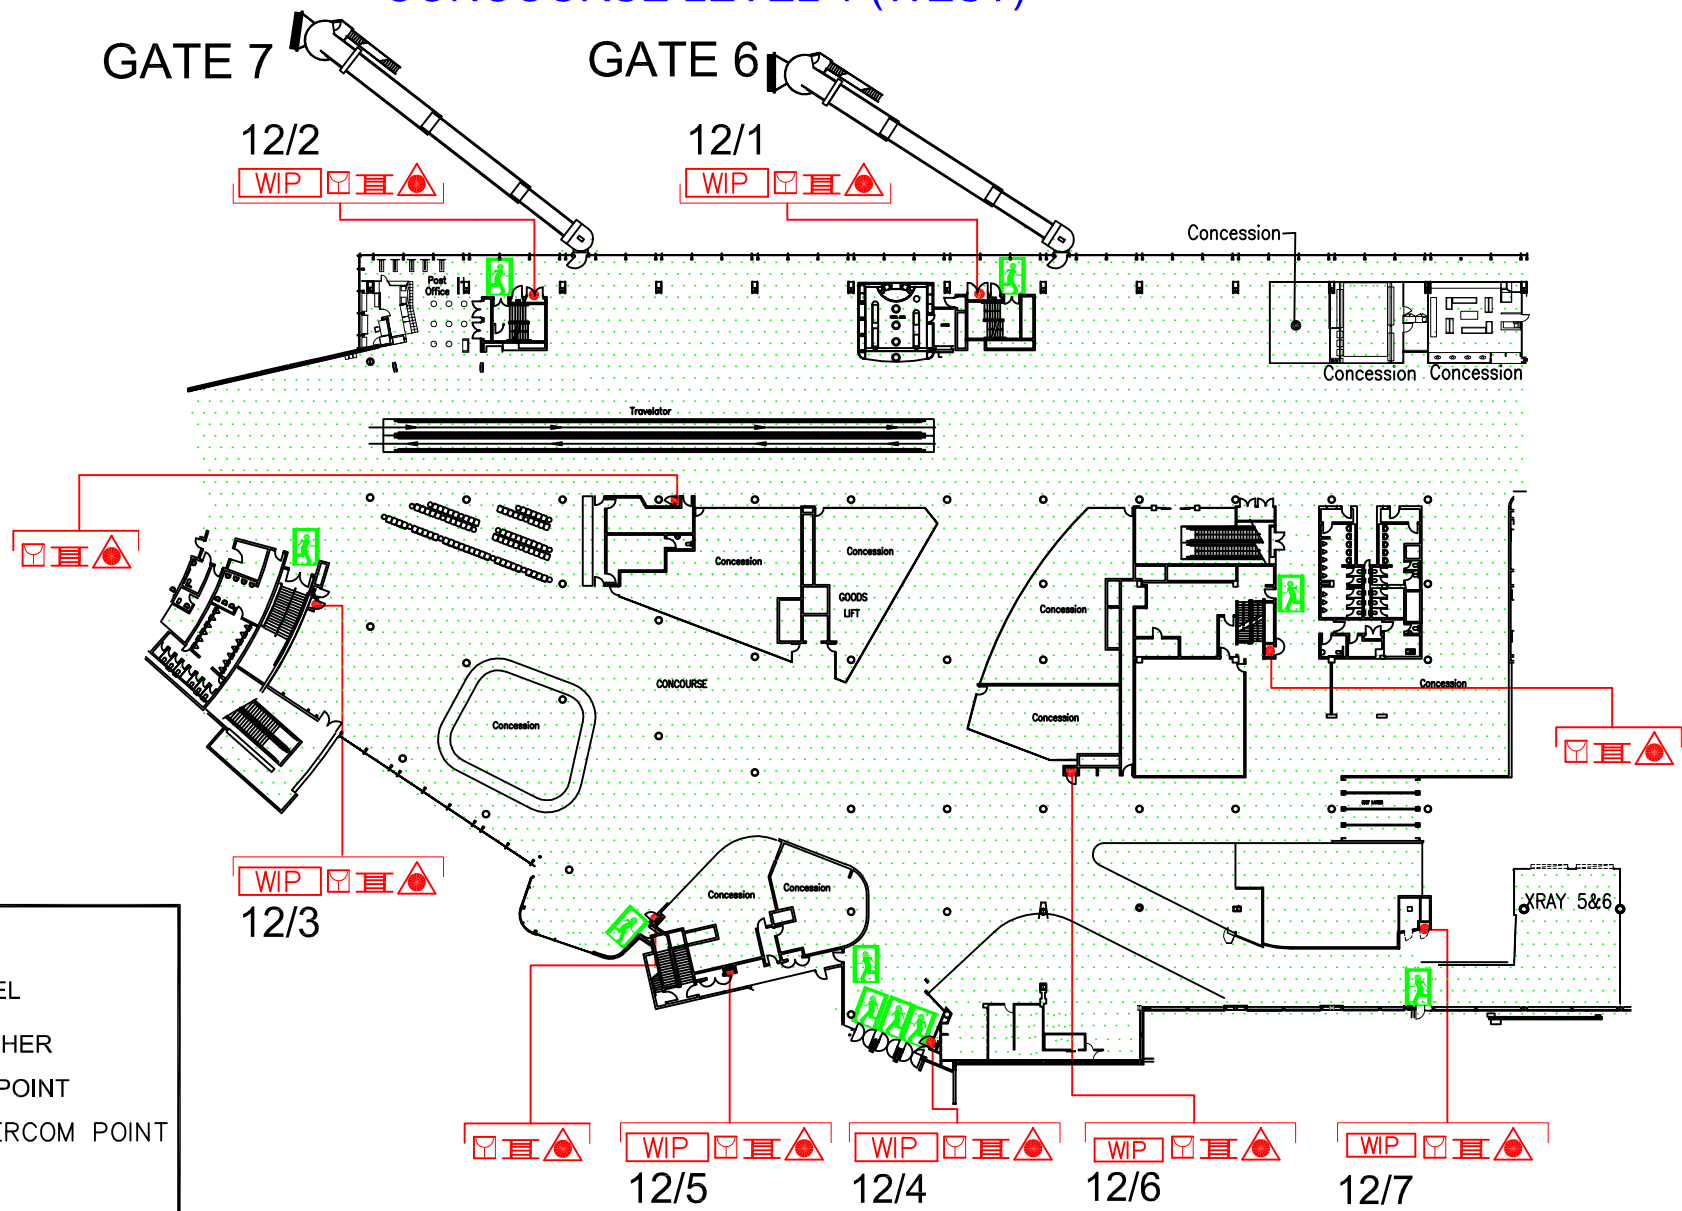 GATE 7
GATE 6
12/2
12/1
WIP
WIP
Concession
Post
Office
Concession
Concession
Travelator
Concession
Concession
GOODS
LIFT
Concession
CONCOURSE
Concession
Concession
Concession
WIP
12/3
Concession
Concession
XRAY 5&6
EL
HER
POINT
ERCOM POINT
WIP
WIP
WIP
WIP
12/5
12/4
12/6
12/7